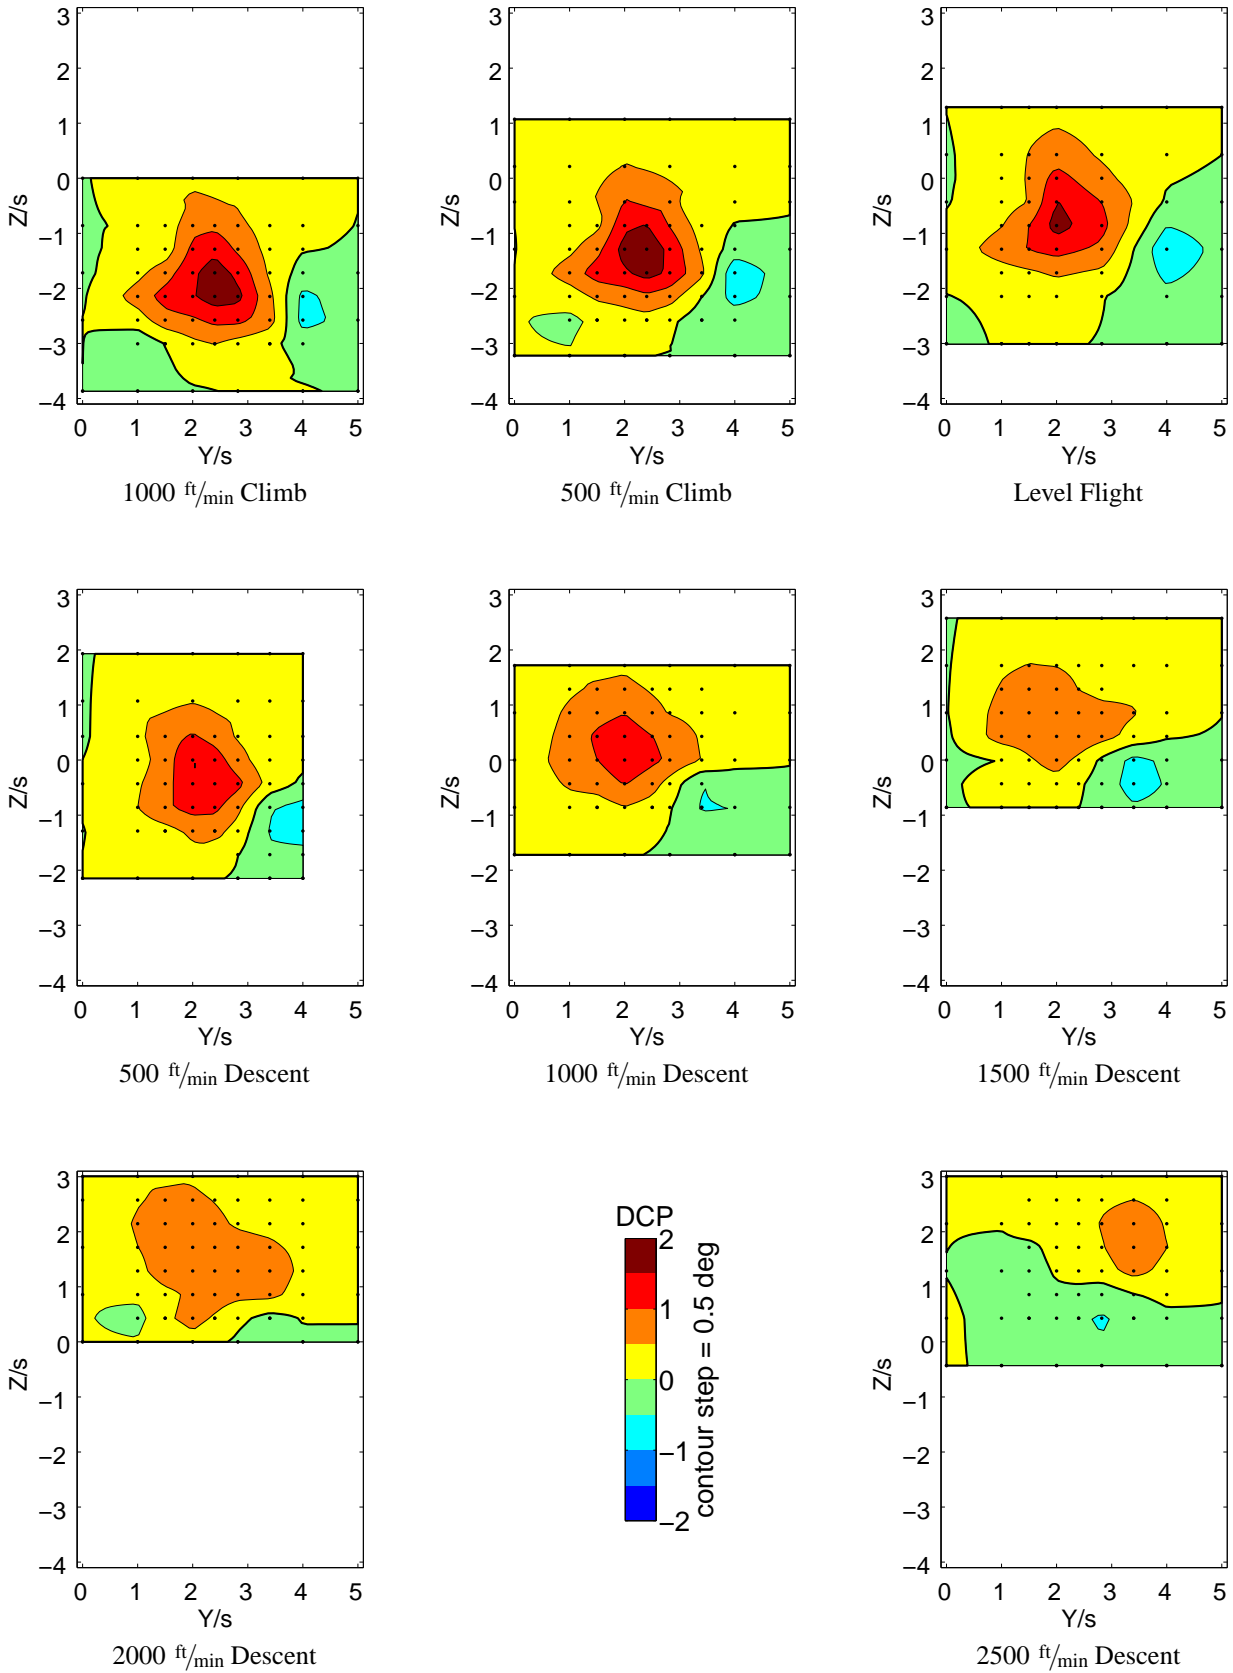 3
2
1
0
−1
−2
−3
−4
Z/s
0 1 2 3 4 5
Y/s
1000 ft/min Climb
3
2
1
0
−1
−2
−3
−4
Z/s
0 1 2 3 4 5
Y/s
500 ft/min Climb
3
2
1
0
−1
−2
−3
−4
Z/s
0 1 2 3 4 5
Y/s
Level Flight
3
2
1
0
−1
−2
−3
−4
Z/s
0 1 2 3 4 5
Y/s
500 ft/min Descent
3
2
1
0
−1
−2
−3
−4
Z/s
0 1 2 3 4 5
Y/s
1000 ft/min Descent
3
2
1
0
−1
−2
−3
−4
Z/s
0 1 2 3 4 5
Y/s
1500 ft/min Descent
3
2
1
0
−1
−2
−3
−4
Z/s
0 1 2 3 4 5
Y/s
2000 ft/min Descent
DCP
2
1
0
−1
−2
contour step = 0.5 deg
3
2
1
0
−1
−2
−3
−4
Z/s
0 1 2 3 4 5
Y/s
2500 ft/min Descent